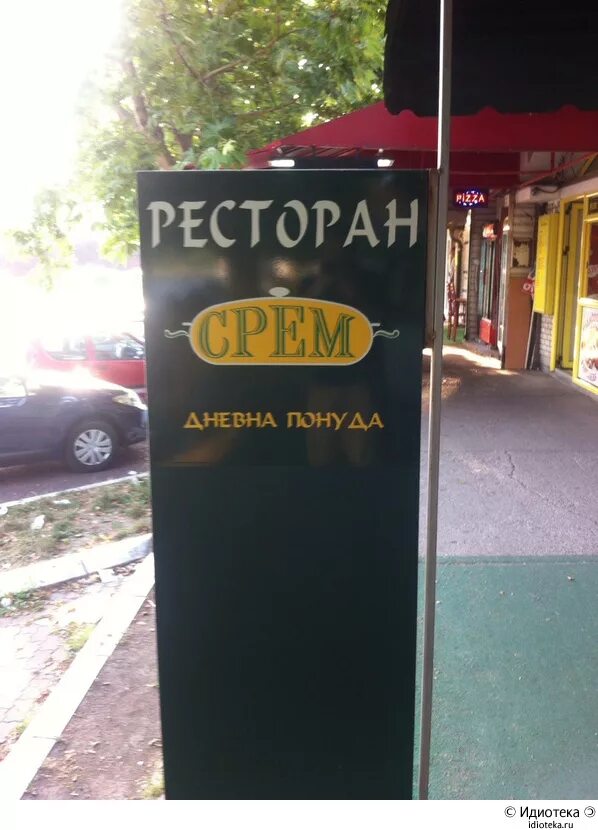 РЕСТОРАН
СРЕМ
ДНЕВНА ПОНУДА
PIZZA
© Идиотека
idioteka.ru